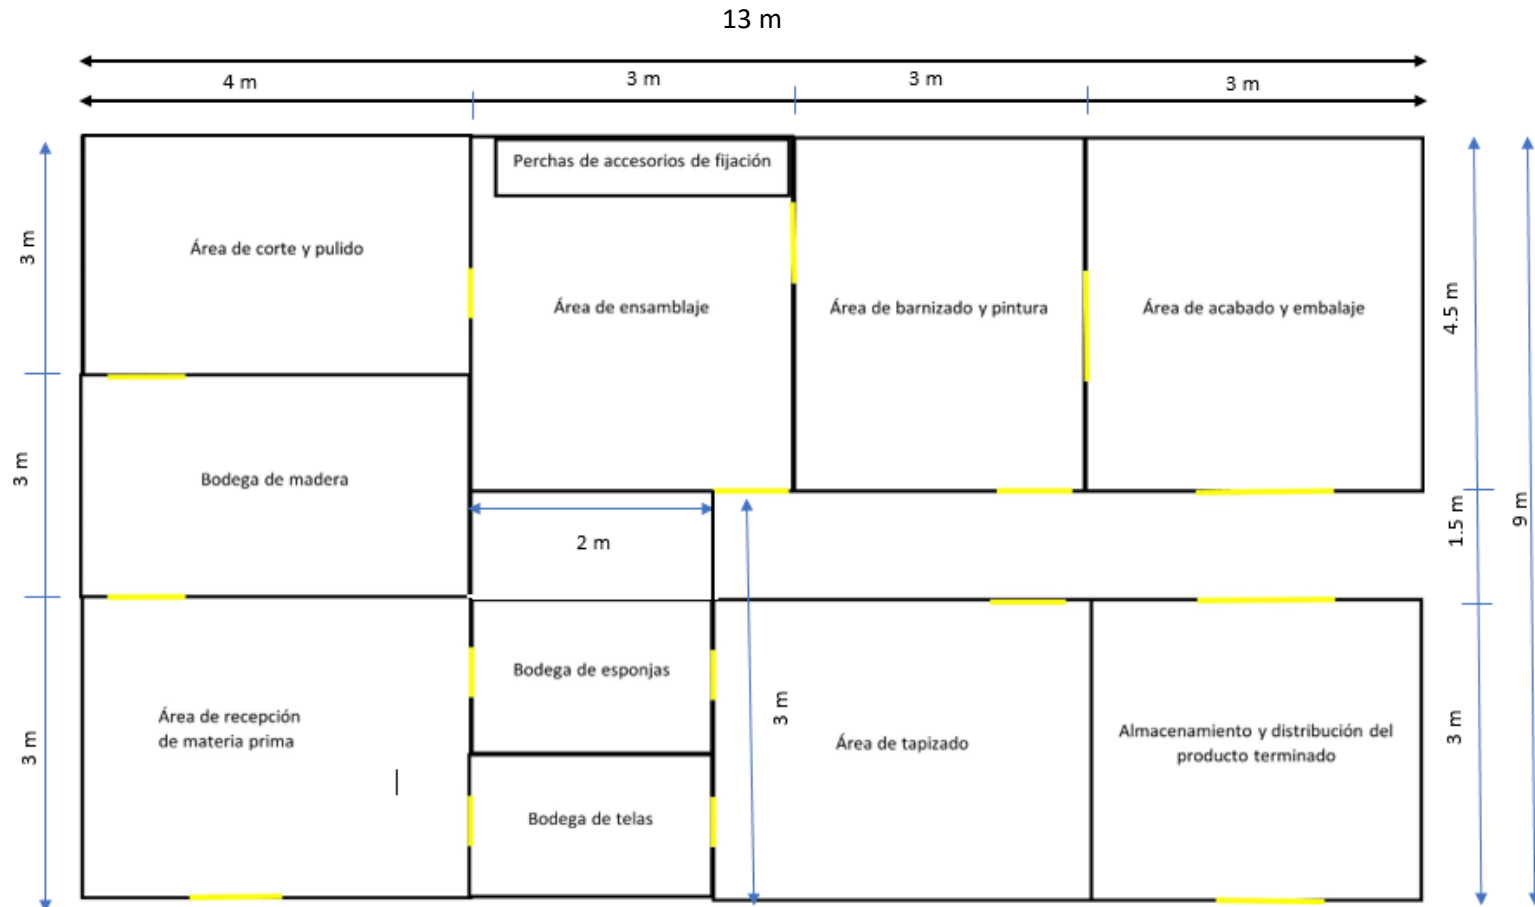 13 m
4 m
3 m
3 m
3 m
Perchas de accesorios de fijación
3 m
Área de corte y pulido
Área de ensamblaje
Área de barnizado y pintura
Área de acabado y embalaje
4.5 m
3 m
Bodega de madera
2 m
1.5 m
9 m
Bodega de esponjas
Área de recepción
de materia prima
3 m
3 m
Área de tapizado
Almacenamiento y distribución del
producto terminado
3 m
Bodega de telas